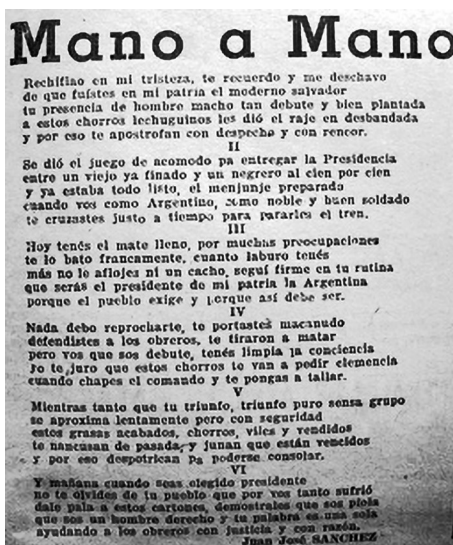 Mano a Mano
Rechiflao en mi tristeza, te recuerdo y me deschavo
de que fuistes en mi patria el moderno salvador
tu presencia de hombre macho tan debute y bien plantada
a estos chorros lechuguinos les dió el raje en desbandada
y por eso te apostrofan con despecho y con rencor.
II
Se dió el juego de acomodo pa entregar la Presidencia
entre un viejo ya finado y un negrero al cien por cien
y ya estaba todo listo, el menjunje preparado
cuando vos como Argentino, como noble y buen soldado
te cruzastes justo a tiempo para pararles el tren.
III
Hoy tenés el mate lleno, por muchas preocupaciones
te lo bato francamente, cuanto laburo tenés
más no le aflojes ni un cacho, seguí firme en tu rutina
que serás el presidente de mi patria la Argentina
porque el pueblo exige y porque así debe ser.
IV
Nada debo reprocharte, te portastes macanudo
defendistes a los obreros, te tiraron a matar
pero vos que sos debute, tenés limpia la conciencia
Jo te juro que estos chorros te van a pedir clemencia
cuando chapes el comando y te pongas a tallar.
V
Mientras tanto que tu triunfo, triunfo puro sensa grupo
se aproxima lentamente pero con seguridad
estos grasas acabados, chorros, viles y vendidos
te nancusan de pasada, y junan que están vencidos
y por eso despotrican pa poderse consolar.
VI
Y mañana cuando seas elegido presidente
no te olvides de tu pueblo que por vos tanto sufrió
dale pala a estos cartones, demostrales que sos piola
que sos un hombre derecho y tu palabra es una sola
ayudando a los obreros con justicia y con razón.
Juan José SANCHEZ